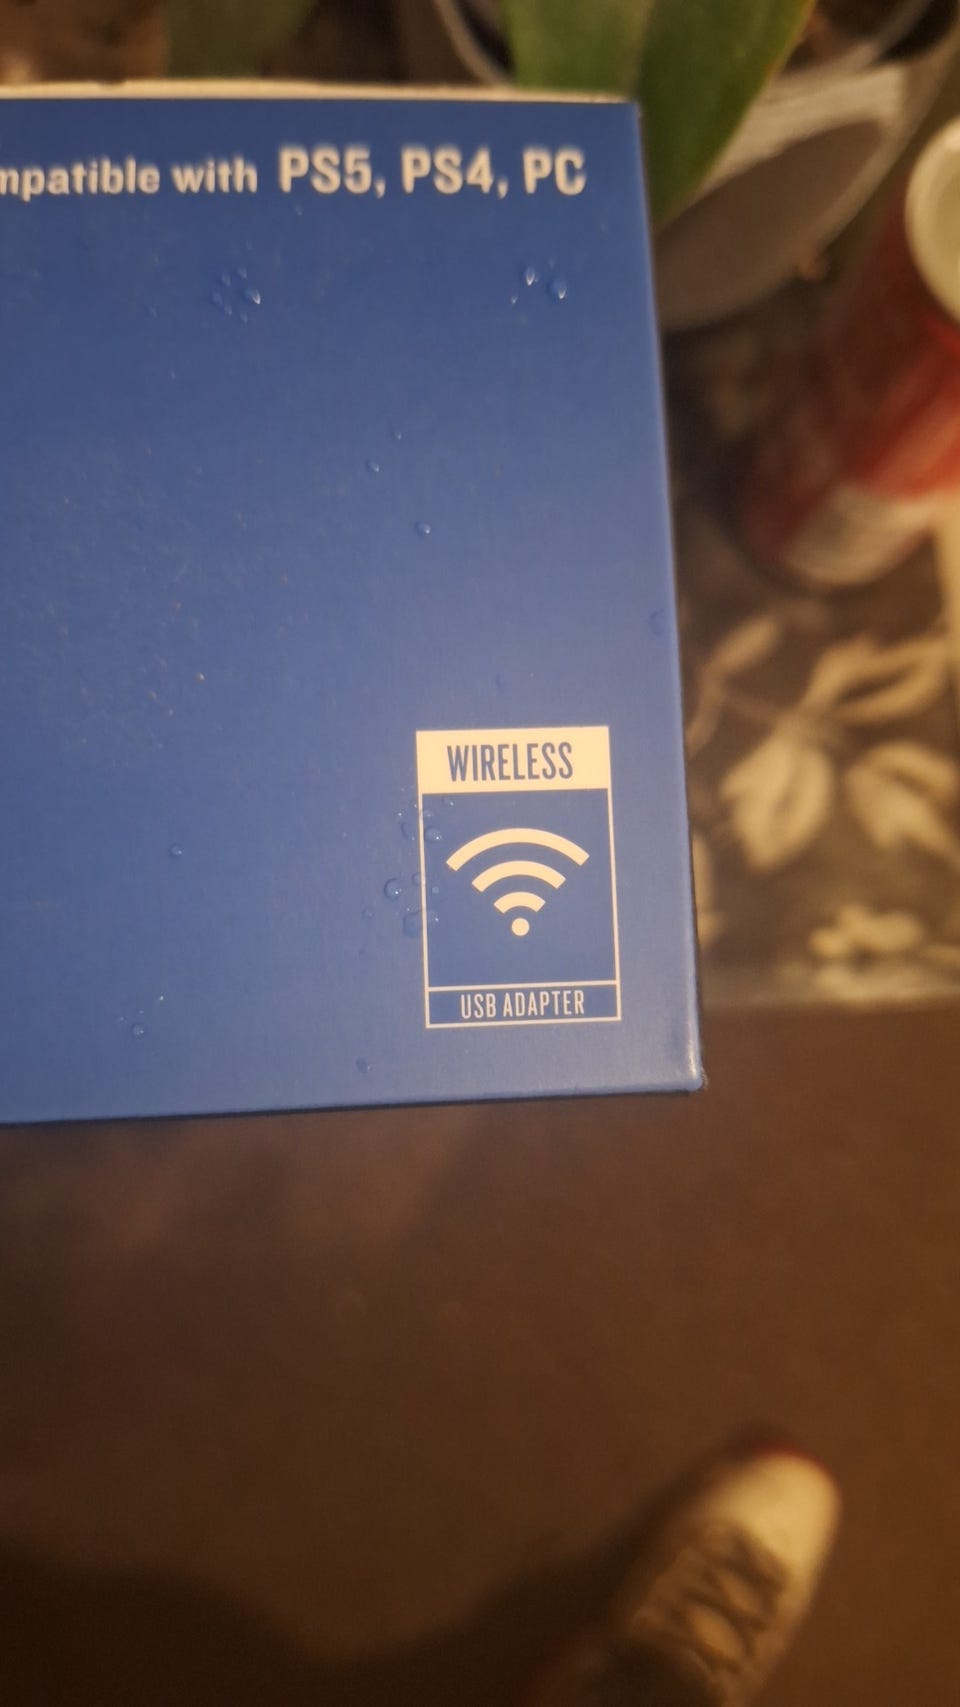 mpatible with PS5, PS4, PC
WIRELESS
USB ADAPTER